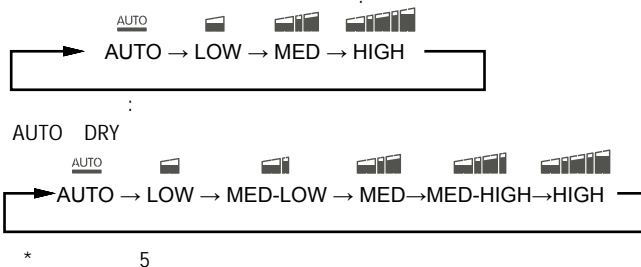 :
AUTO
AUTO → LOW → MED → HIGH
:
AUTO DRY
AUTO
AUTO → LOW → MED-LOW → MED→MED-HIGH→HIGH
* 5